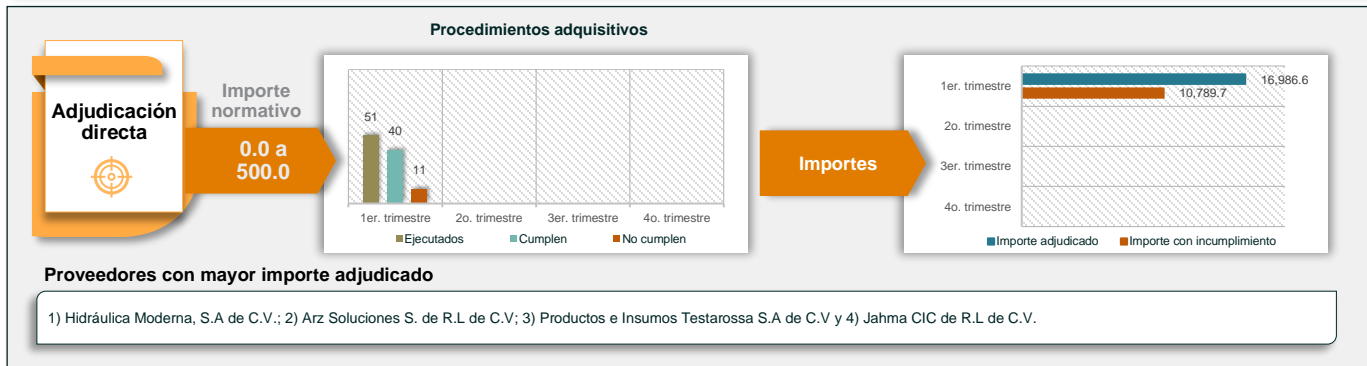 Procedimientos adquisitivos
Adjudicación
directa
Importe
normativo
0.0 a
500.0
51
40
11
1er. trimestre
2o. trimestre
3er. trimestre
4o. trimestre
Ejecutados
Cumplen
No cumplen
Importes
1er. trimestre
16,986.6
10,789.7
2o. trimestre
3er. trimestre
4o. trimestre
Importe adjudicado
Importe con incumplimiento
Proveedores con mayor importe adjudicado
1) Hidráulica Moderna, S.A de C.V.; 2) Arz Soluciones S. de R.L de C.V; 3) Productos e Insumos Testarossa S.A de C.V y 4) Jahma CIC de R.L de C.V.